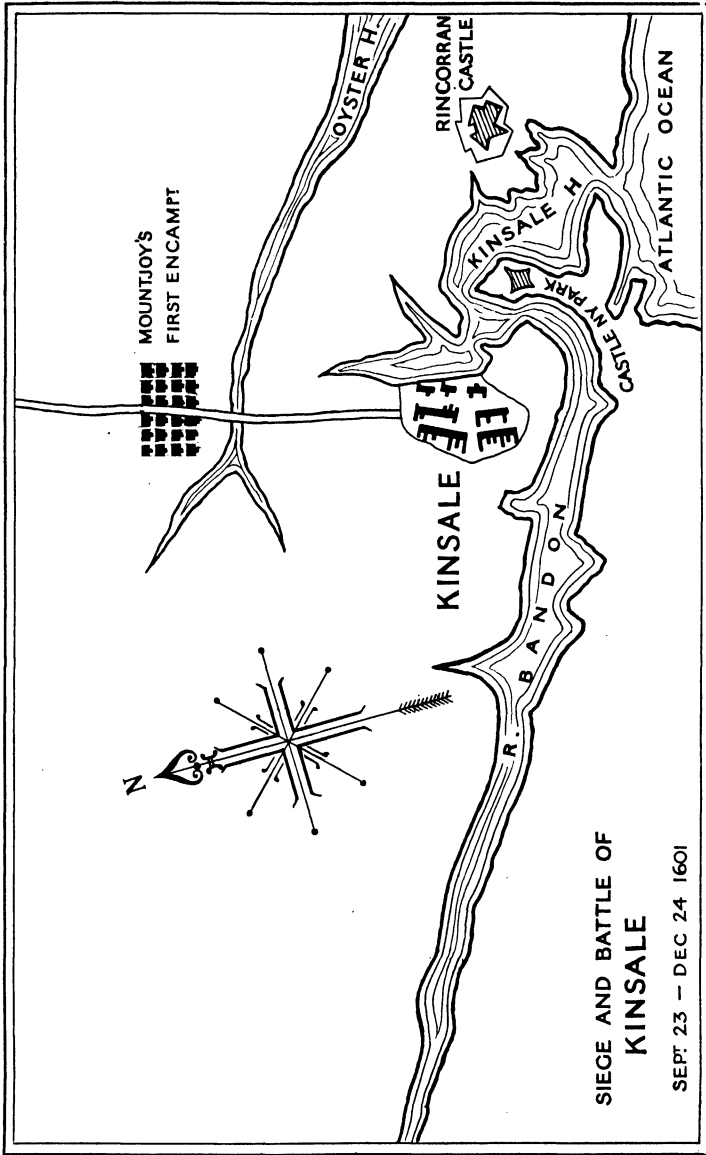 MOUNTJOY'S
FIRST ENCAMPT
OYSTER H.
RINCORRAN
CASTLE
KINSALE H
CASTLE NY PARK
ATLANTIC OCEAN
KINSALE
R. BANDON
N
SIEGE AND BATTLE OF
KINSALE
SEPT 23 — DEC 24 1601